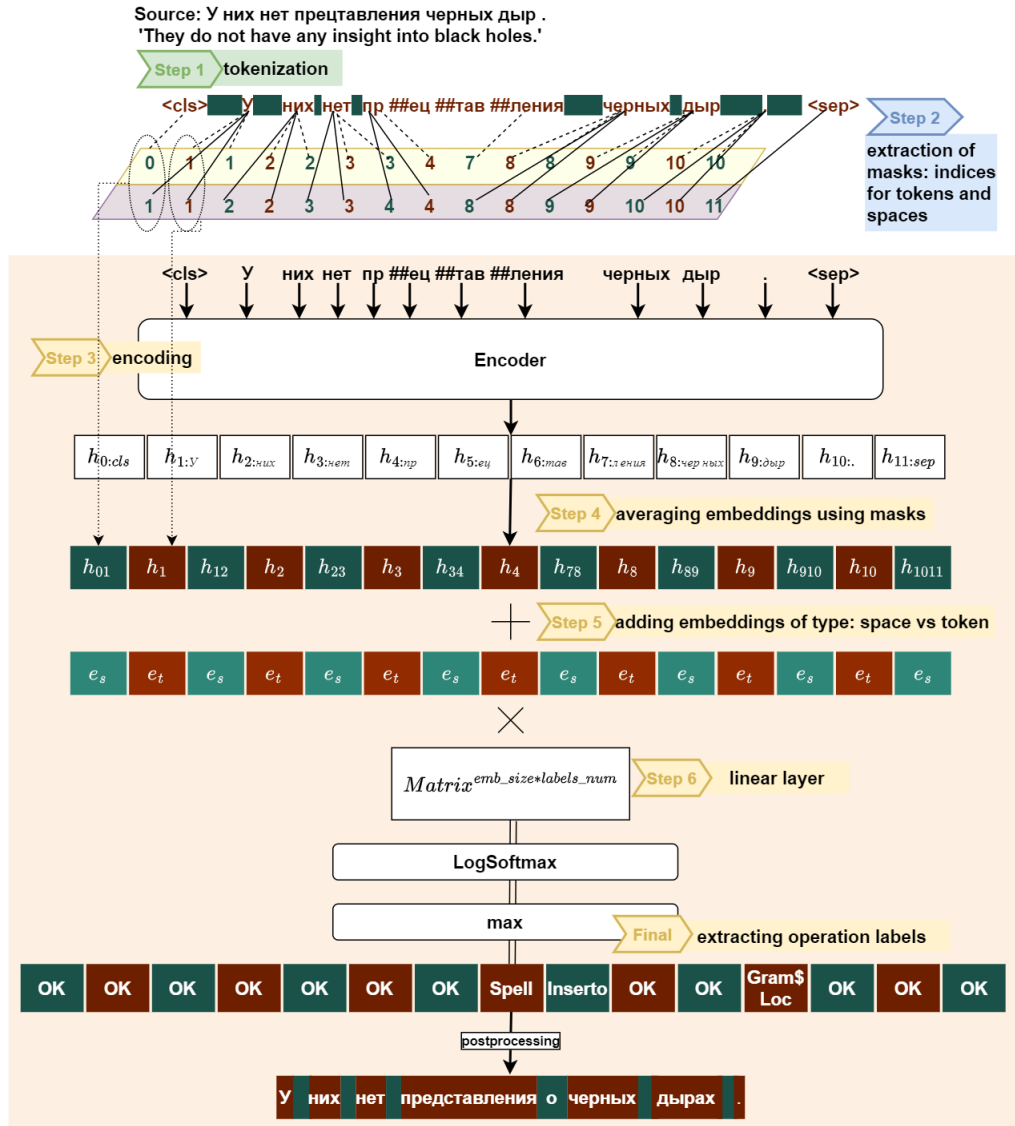 Source: У них нет прецтавления черных дыр .
'They do not have any insight into black holes.'
Step 1 tokenization
<cls> У них нет пр ##ец ##тав ##ления черных дыр <sep>
Step 2
extraction of
masks: indices
for tokens and
spaces
0 1 1 2 2 3 3 4 7 8 8 9 9 10 10
1 1 2 2 3 3 4 4 8 8 9 9 10 10 11
<cls> У них нет пр ##ец ##тав ##ления черных дыр . <sep>
Step 3 encoding
Encoder
h0:cls h1:У h2:них h3:нет h4:пр h5:ец h6:тав h7:ления h8:черных h9:дыр h10:. h11:sep
Step 4 averaging embeddings using masks
h01 h1 h12 h2 h23 h3 h34 h4 h78 h8 h89 h9 h910 h10 h1011
+ Step 5 adding embeddings of type: space vs token
es et es et es et es et es et es et es et es
×
Matrix^emb_size*labels_num
Step 6 linear layer
LogSoftmax
max
Final extracting operation labels
OK OK OK OK OK OK OK Spell Inserto OK OK Gram$ Loc OK OK OK
postprocessing
У них нет представления о черных дырах .